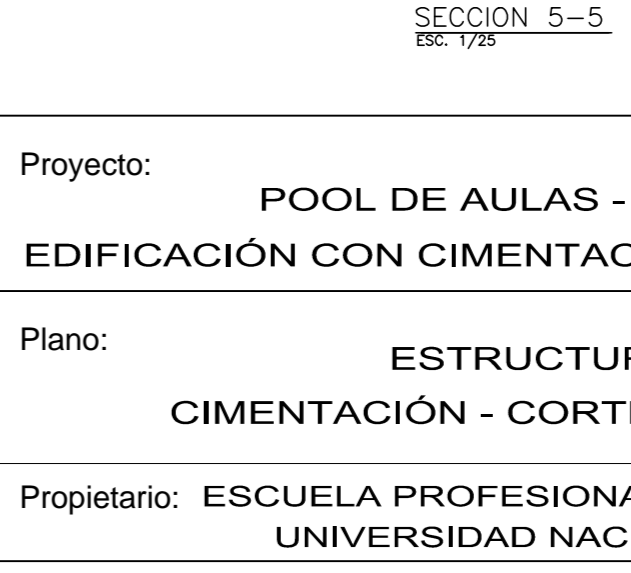 SECCION 5-5
ESC. 1/25
Proyecto:
POOL DE AULAS -
EDIFICACIÓN CON CIMENTAC
Plano:
ESTRUCTUR
CIMENTACIÓN - CORT
Propietario: ESCUELA PROFESIONA
UNIVERSIDAD NAC